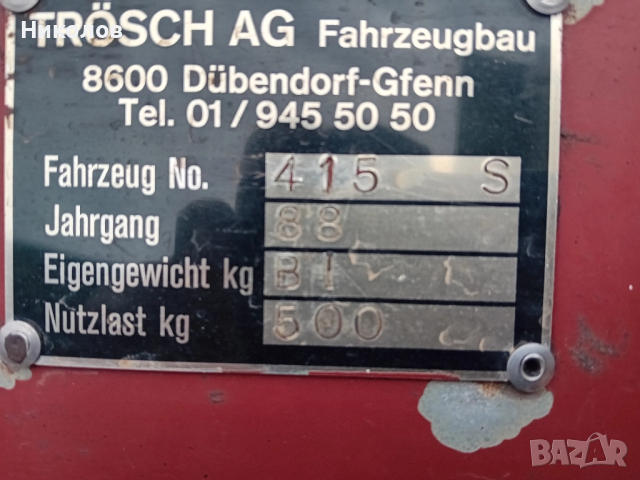 Николов
TRÖSCH AG Fahrzeugbau
8600 Dübendorf-Gfenn
Tel. 01/945 50 50
Fahrzeug No. 415 S
Jahrgang 88
Eigengewicht kg
Nutzlast kg 500
BAZAR